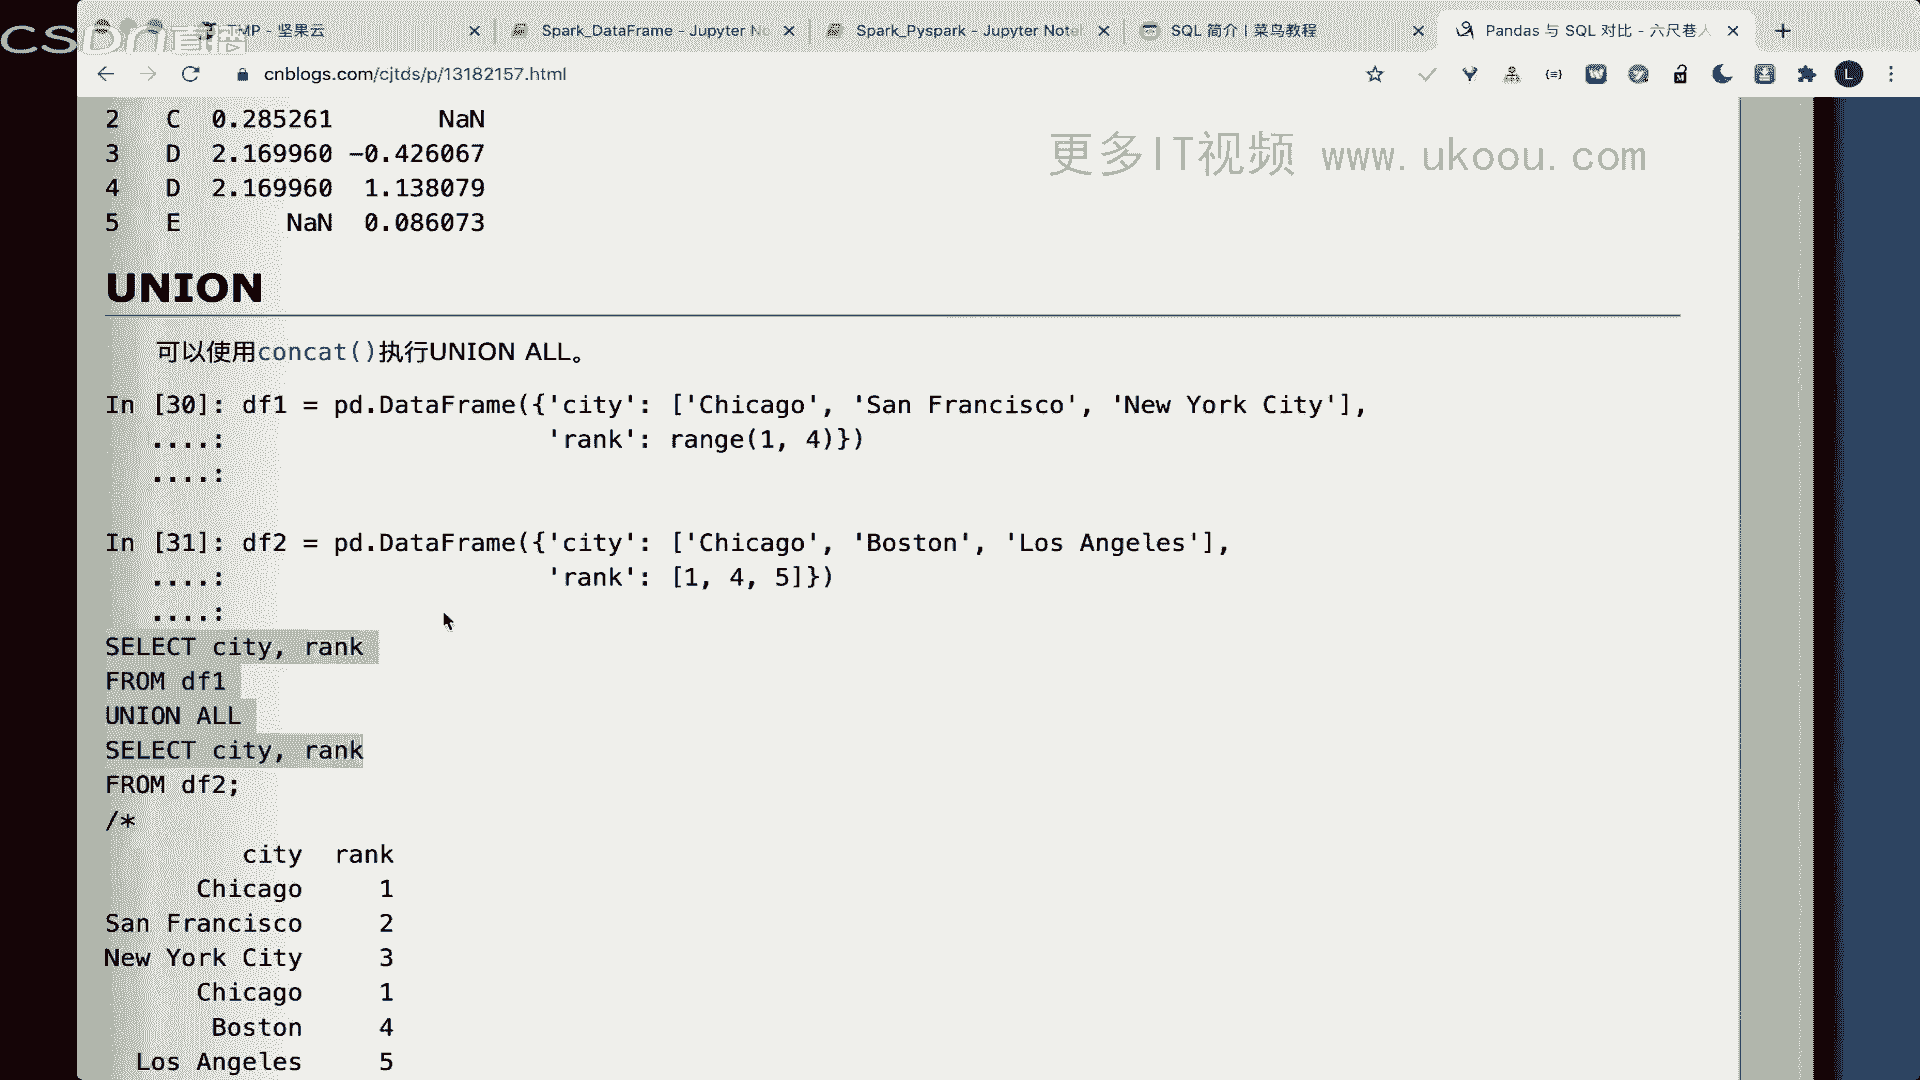 CSDN直播
TMP - 坚果云
Spark_DataFrame - Jupyter No
Spark_Pyspark - Jupyter Note
SQL 简介 | 菜鸟教程
Pandas 与 SQL 对比 - 六尺巷人
cnblogs.com/cjtds/p/13182157.html
更多IT视频 www.ukoou.com
2 C 0.285261 NaN
3 D 2.169960 -0.426067
4 D 2.169960 1.138079
5 E NaN 0.086073
UNION
可以使用concat()执行UNION ALL。
In [30]: df1 = pd.DataFrame({'city': ['Chicago', 'San Francisco', 'New York City'],
....: 'rank': range(1, 4)})
....:
In [31]: df2 = pd.DataFrame({'city': ['Chicago', 'Boston', 'Los Angeles'],
....: 'rank': [1, 4, 5]})
....:
SELECT city, rank
FROM df1
UNION ALL
SELECT city, rank
FROM df2;
/*
city rank
Chicago 1
San Francisco 2
New York City 3
Chicago 1
Boston 4
Los Angeles 5